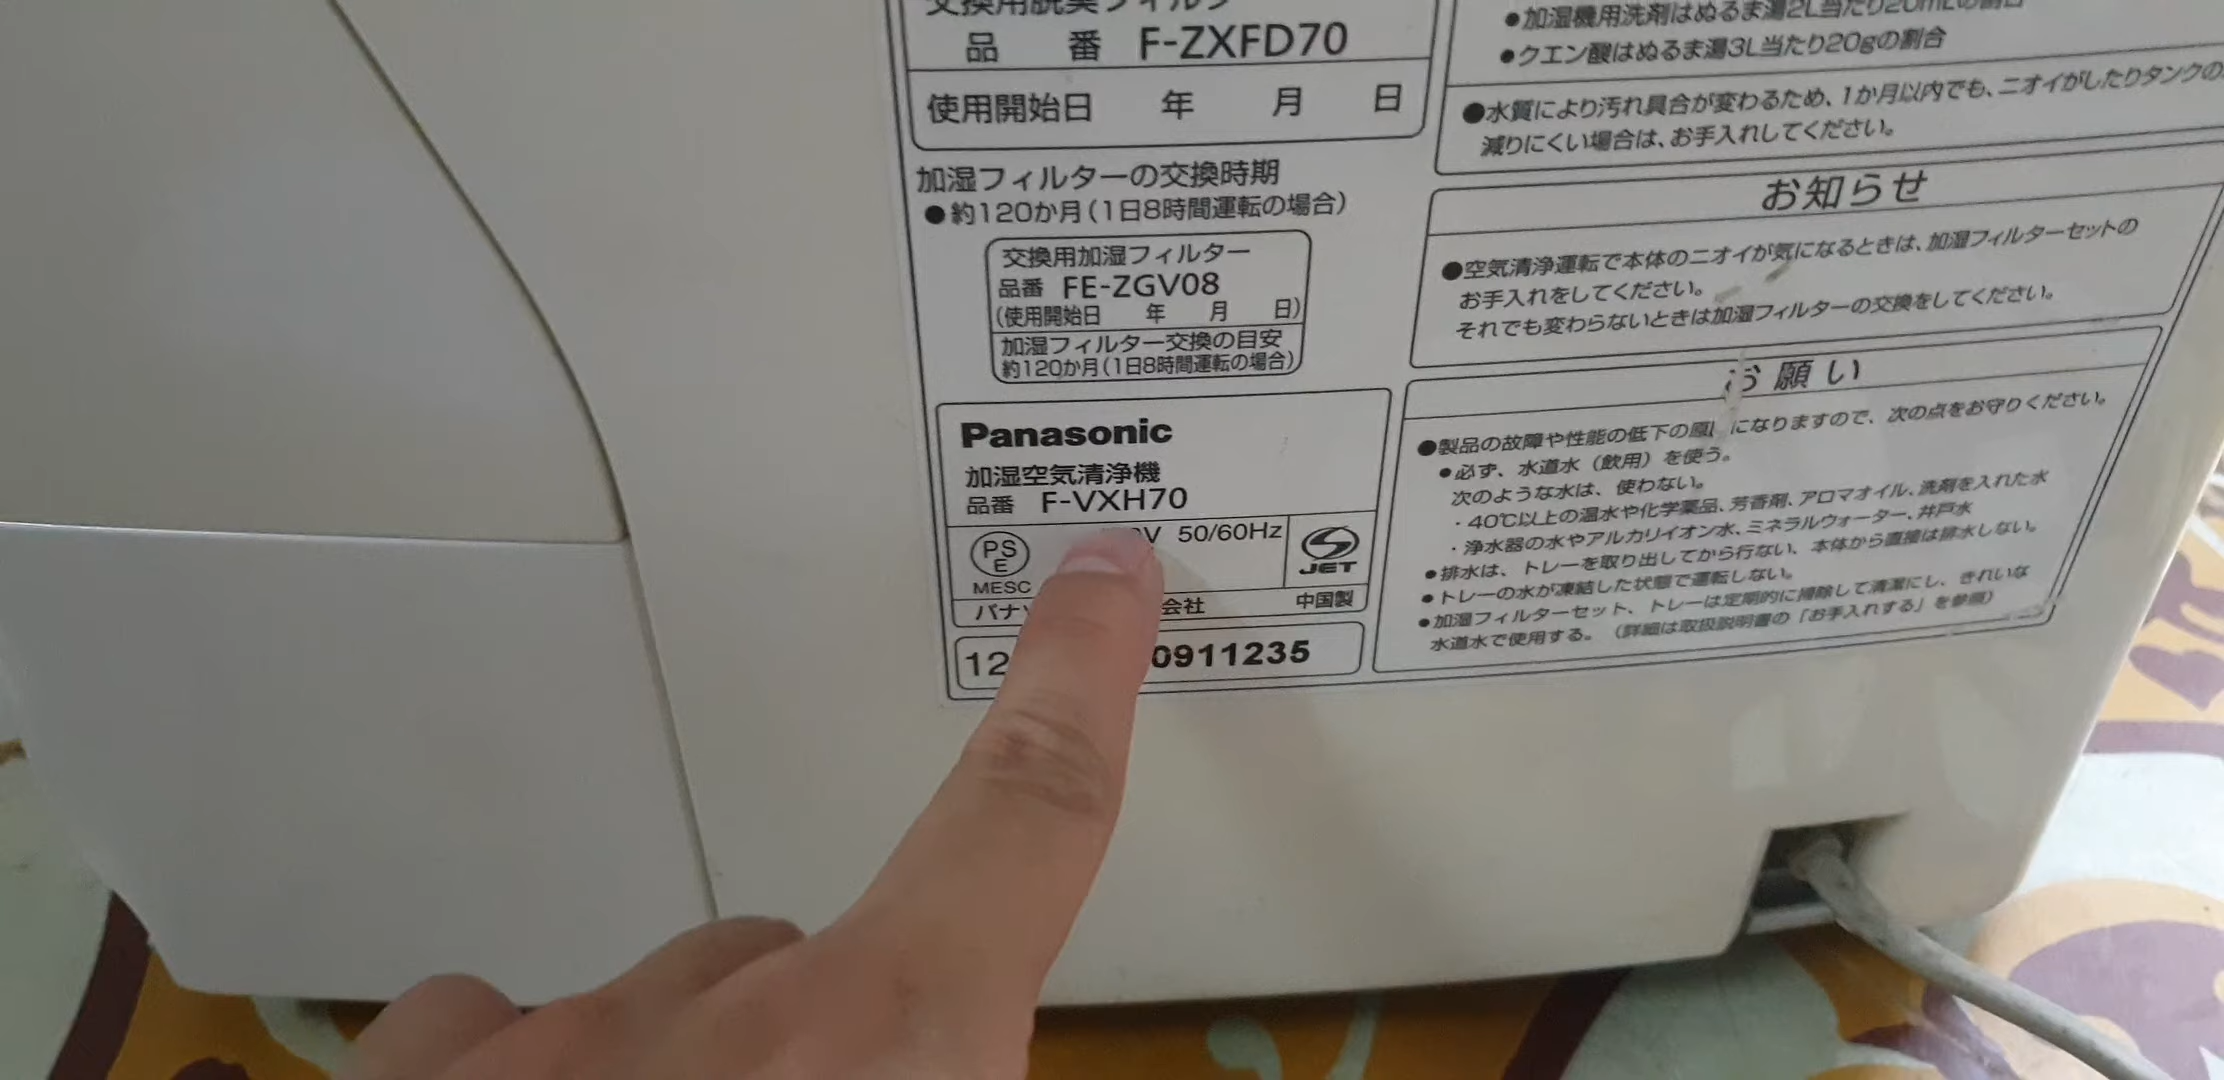 交換用脱臭フィルター
品 番 F-ZXFD70
使用開始日 年 月 日
加湿フィルターの交換時期
●約120か月(1日8時間運転の場合)
交換用加湿フィルター
品番 FE-ZGV08
(使用開始日 年 月 日)
加湿フィルター交換の目安
約120か月(1日8時間運転の場合)
Panasonic
加湿空気清浄機
品番 F-VXH70
PS
E
V 50/60Hz
JET
MESC
パナソ 会社 中国製
12 0911235
●加湿機用洗剤はぬるま湯2L当たり20mLの割合
●クエン酸はぬるま湯3L当たり20gの割合
●水質により汚れ具合が変わるため、1か月以内でも、ニオイがしたりタンクの
減りにくい場合は、お手入れしてください。
お知らせ
●空気清浄運転で本体のニオイが気になるときは、加湿フィルターセットの
お手入れをしてください。
それでも変わらないときは加湿フィルターの交換をしてください。
お願い
●製品の故障や性能の低下の原 になりますので、次の点をお守りください。
●必ず、水道水（飲用）を使う。
次のような水は、使わない。
・40℃以上の温水や化学薬品、芳香剤、アロマオイル、洗剤を入れた水
・浄水器の水やアルカリイオン水、ミネラルウォーター、井戸水
●排水は、トレーを取り出してから行ない、本体から直接は排水しない。
●トレーの水が凍結した状態で運転しない。
●加湿フィルターセット、トレーは定期的に掃除して清潔にし、きれいな
水道水で使用する。（詳細は取扱説明書の「お手入れする」を参照）